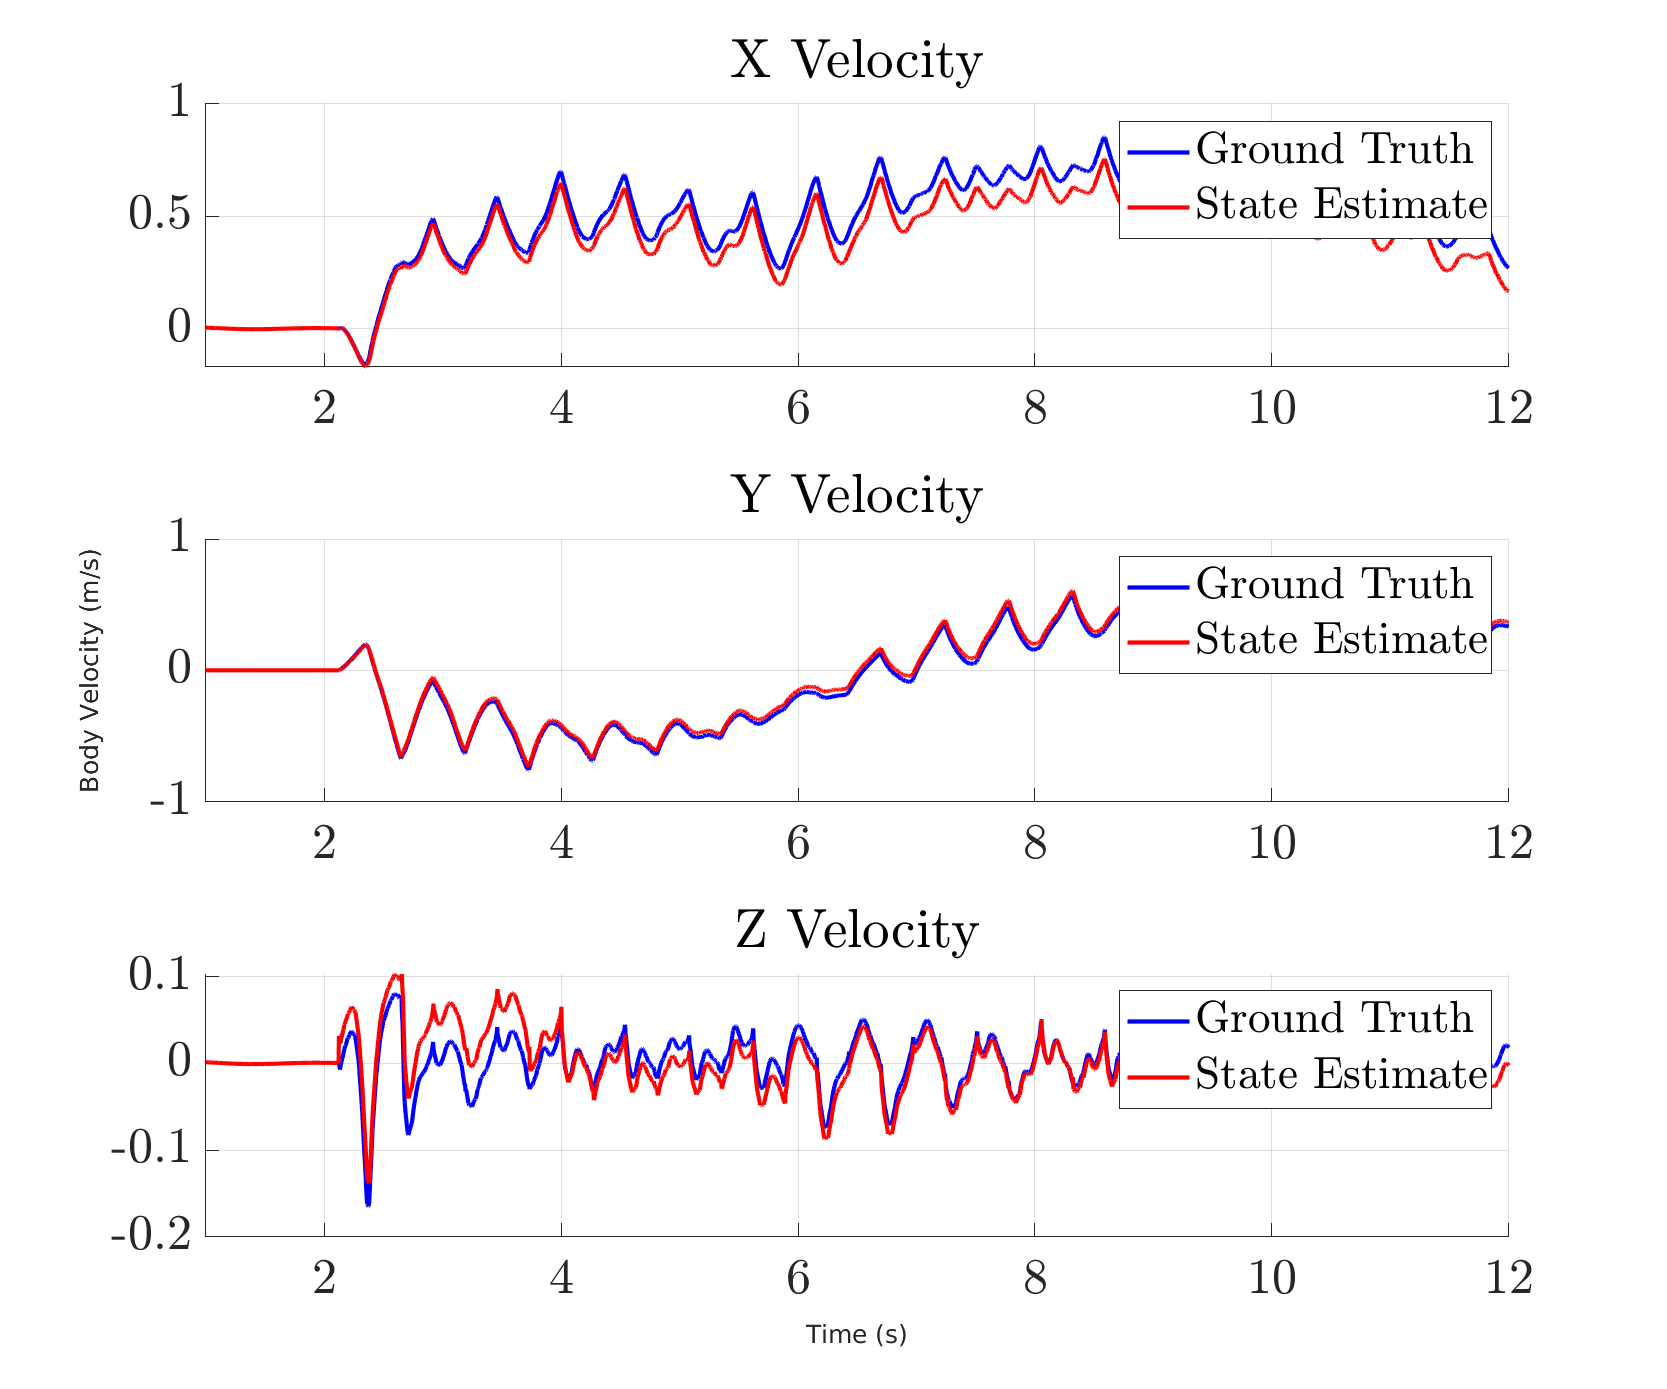 X Velocity
1
0.5
0
2 4 6 8 10 12
Ground Truth
State Estimate
Y Velocity
Body Velocity (m/s)
1
0
-1
2 4 6 8 10 12
Ground Truth
State Estimate
Z Velocity
0.1
0
-0.1
-0.2
2 4 6 8 10 12
Ground Truth
State Estimate
Time (s)